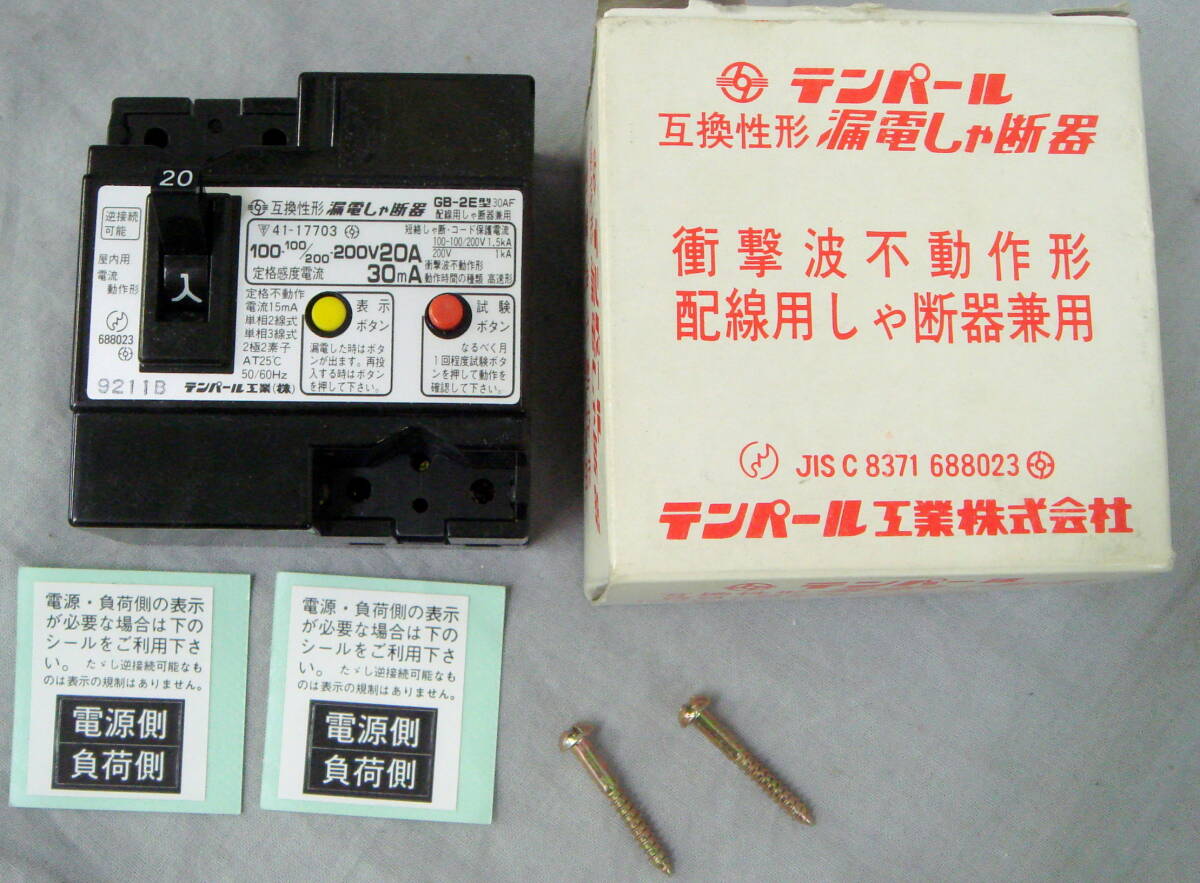 20
入
逆接続
可能
屋内用
電流
動作形
688023
9211B
互換性形 漏電しゃ断器 GB-2E型30AF
配線用しゃ断器兼用
41-17703
短絡しゃ断・コード保護電流
100-100/200V 1.5kA
200V 1kA
100-100/200-200V20A
定格感度電流 30mA
衝撃波不動作形
動作時間の種類 高速形
定格不動作
電流15mA
単相2線式
単相3線式
2極2素子
AT25℃
50/60Hz
表示
ボタン
漏電した時はボタ
ンが出ます。再投
入する時はボタン
を押して下さい。
試験
ボタン
なるべく月
1回程度試験ボタ
ンを押して動作を
確認して下さい。
テンパール工業(株)
テンパール
互換性形 漏電しゃ断器
衝撃波不動作形
配線用しゃ断器兼用
JIS C 8371 688023
テンパール工業株式会社
電源・負荷側の表示
が必要な場合は下の
シールをご利用下さ
い。たゞし逆接続可能なも
のは表示の規制はありません。
電源側
負荷側
電源・負荷側の表示
が必要な場合は下の
シールをご利用下さ
い。たゞし逆接続可能なも
のは表示の規制はありません。
電源側
負荷側